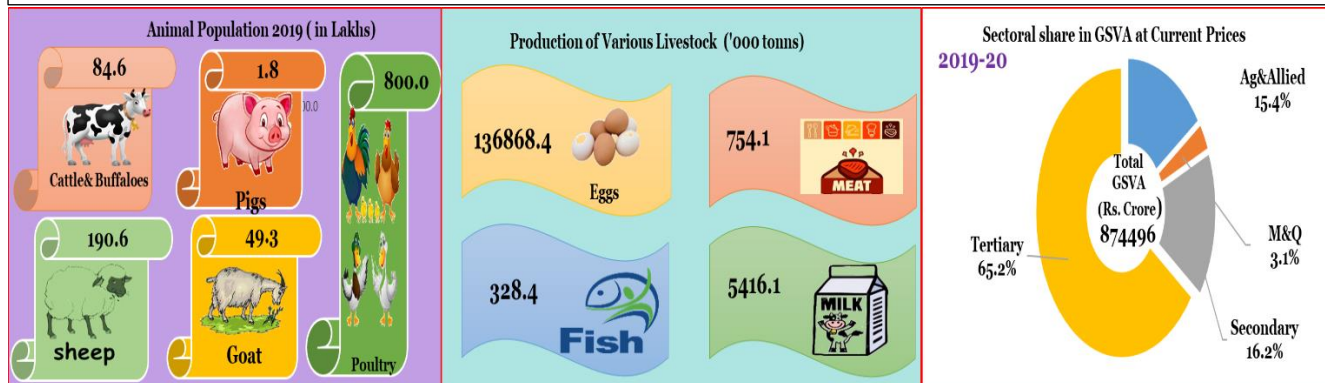 Animal Population 2019 ( in Lakhs)
84.6
Cattle& Buffaloes
1.8
00.0
Pigs
800.0
Poultry
190.6
sheep
49.3
Goat
Production of Various Livestock ('000 tonns)
136868.4
Eggs
754.1
MEAT
328.4
Fish
5416.1
MILK
Sectoral share in GSVA at Current Prices
2019-20
Ag&Allied
15.4%
Total
GSVA
(Rs. Crore)
874496
M&Q
3.1%
Tertiary
65.2%
Secondary
16.2%